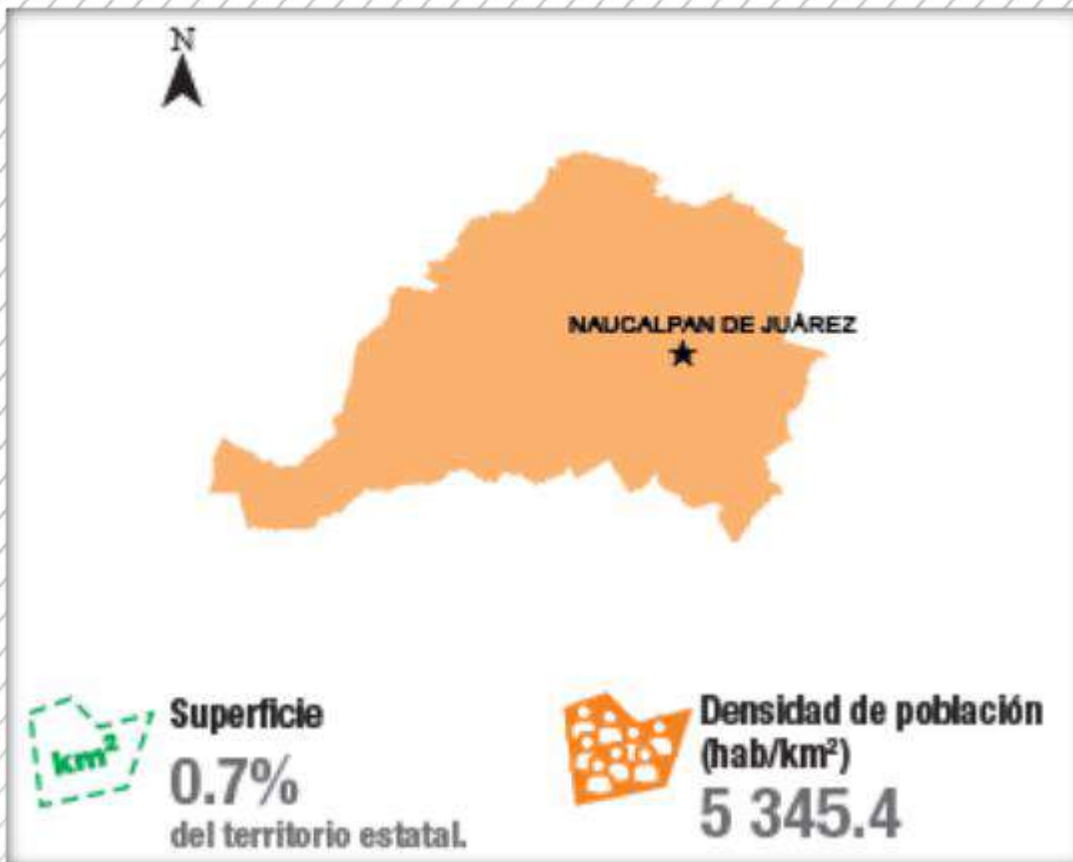 N
NAUCALPAN DE JUÁREZ
km²
Superficie
0.7%
del territorio estatal.
Densidad de población
(hab/km²)
5 345.4